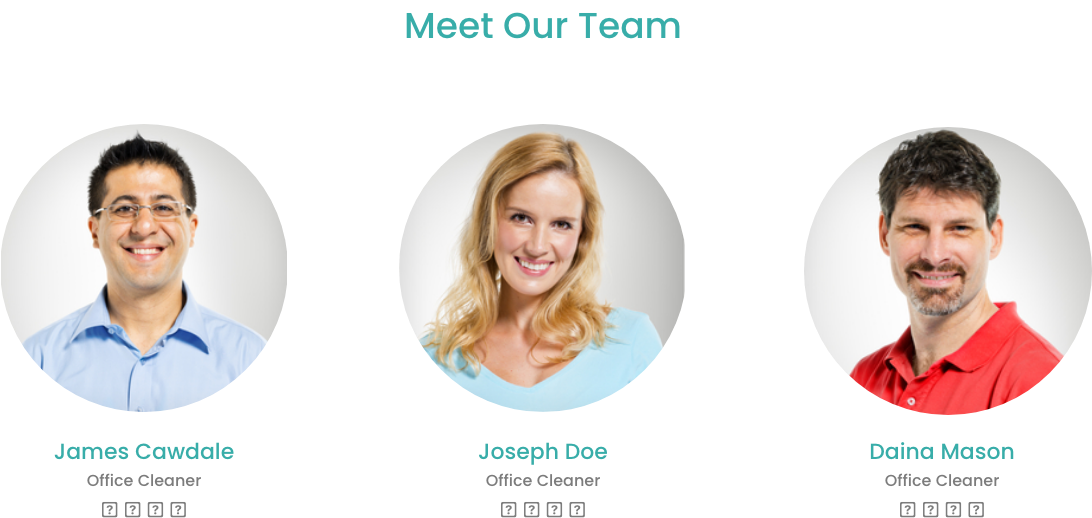 Meet Our Team
James Cawdale
Office Cleaner
Joseph Doe
Office Cleaner
Daina Mason
Office Cleaner